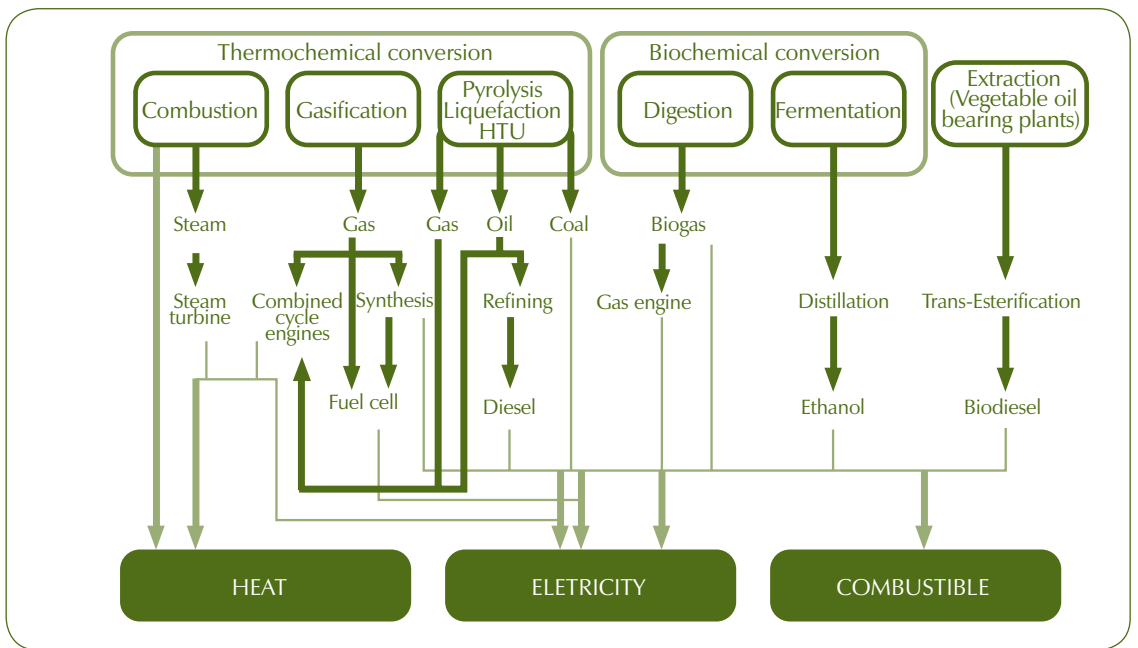 Thermochemical conversion
Biochemical conversion
Combustion
Gasification
Pyrolysis
Liquefaction
HTU
Digestion
Fermentation
Extraction
(Vegetable oil
bearing plants)
Steam
Gas
Gas
Oil
Coal
Biogas
Steam
turbine
Combined
cycle
engines
Synthesis
Refining
Gas engine
Distillation
Trans-Esterification
Fuel cell
Diesel
Ethanol
Biodiesel
HEAT
ELETRICITY
COMBUSTIBLE